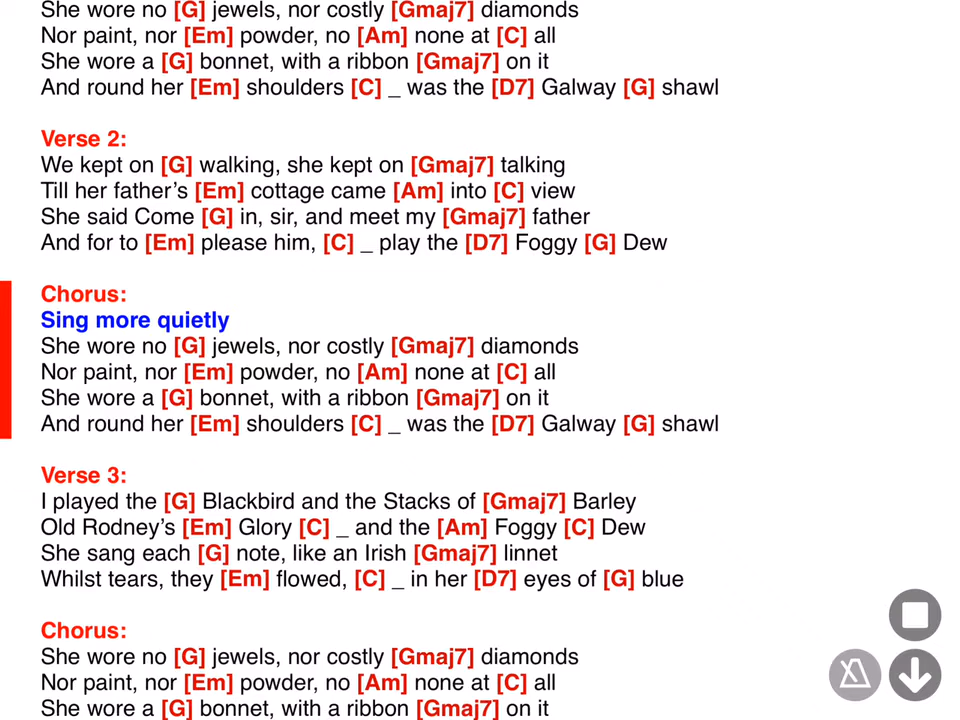 She wore no [G] jewels, nor costly [Gmaj7] diamonds
Nor paint, nor [Em] powder, no [Am] none at [C] all
She wore a [G] bonnet, with a ribbon [Gmaj7] on it
And round her [Em] shoulders [C] _ was the [D7] Galway [G] shawl
Verse 2:
We kept on [G] walking, she kept on [Gmaj7] talking
Till her father’s [Em] cottage came [Am] into [C] view
She said Come [G] in, sir, and meet my [Gmaj7] father
And for to [Em] please him, [C] _ play the [D7] Foggy [G] Dew
Chorus:
Sing more quietly
She wore no [G] jewels, nor costly [Gmaj7] diamonds
Nor paint, nor [Em] powder, no [Am] none at [C] all
She wore a [G] bonnet, with a ribbon [Gmaj7] on it
And round her [Em] shoulders [C] _ was the [D7] Galway [G] shawl
Verse 3:
I played the [G] Blackbird and the Stacks of [Gmaj7] Barley
Old Rodney’s [Em] Glory [C] _ and the [Am] Foggy [C] Dew
She sang each [G] note, like an Irish [Gmaj7] linnet
Whilst tears, they [Em] flowed, [C] _ in her [D7] eyes of [G] blue
Chorus:
She wore no [G] jewels, nor costly [Gmaj7] diamonds
Nor paint, nor [Em] powder, no [Am] none at [C] all
She wore a [G] bonnet, with a ribbon [Gmaj7] on it